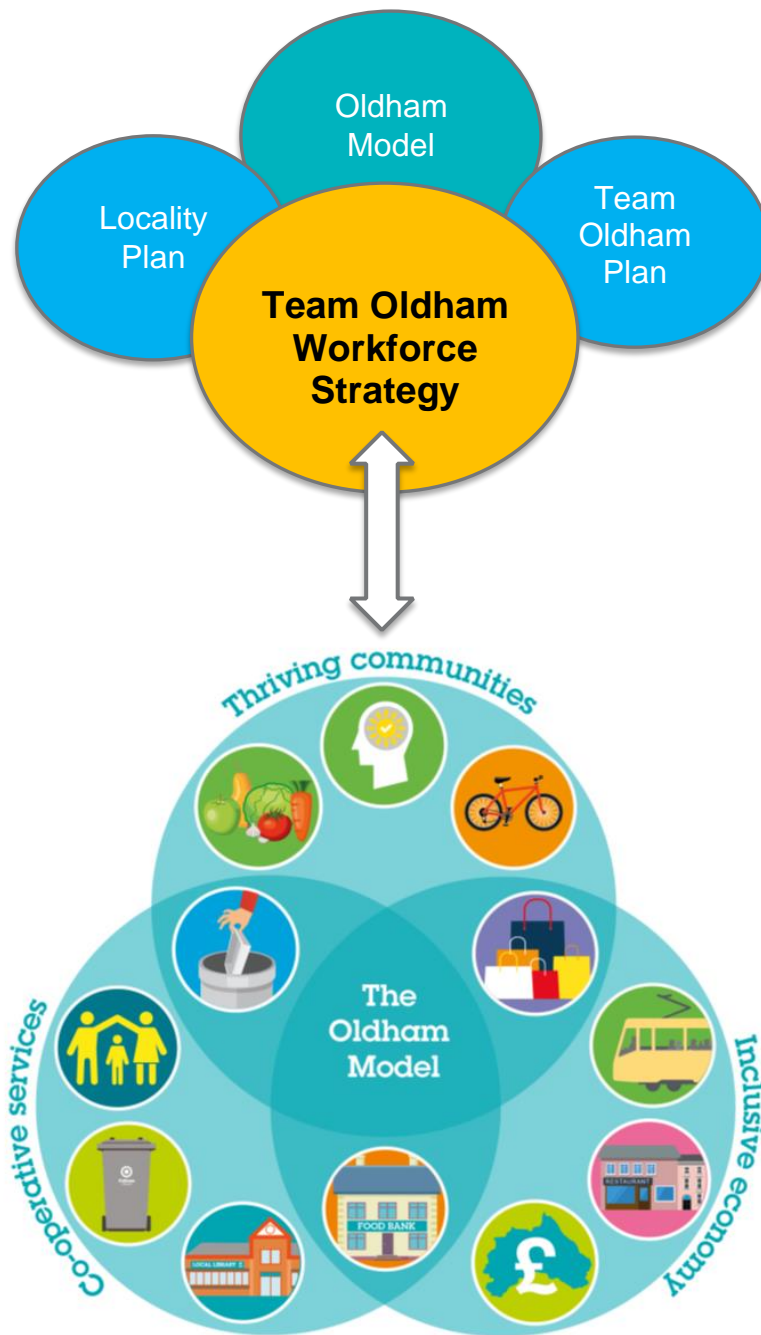 Oldham
Model
Locality
Plan
Team
Oldham
Plan
Team Oldham
Workforce
Strategy
Thriving communities
The
Oldham
Model
Co-operative services
Inclusive economy
RESTAURANT
FOOD BANK
LOCAL LIBRARY
£